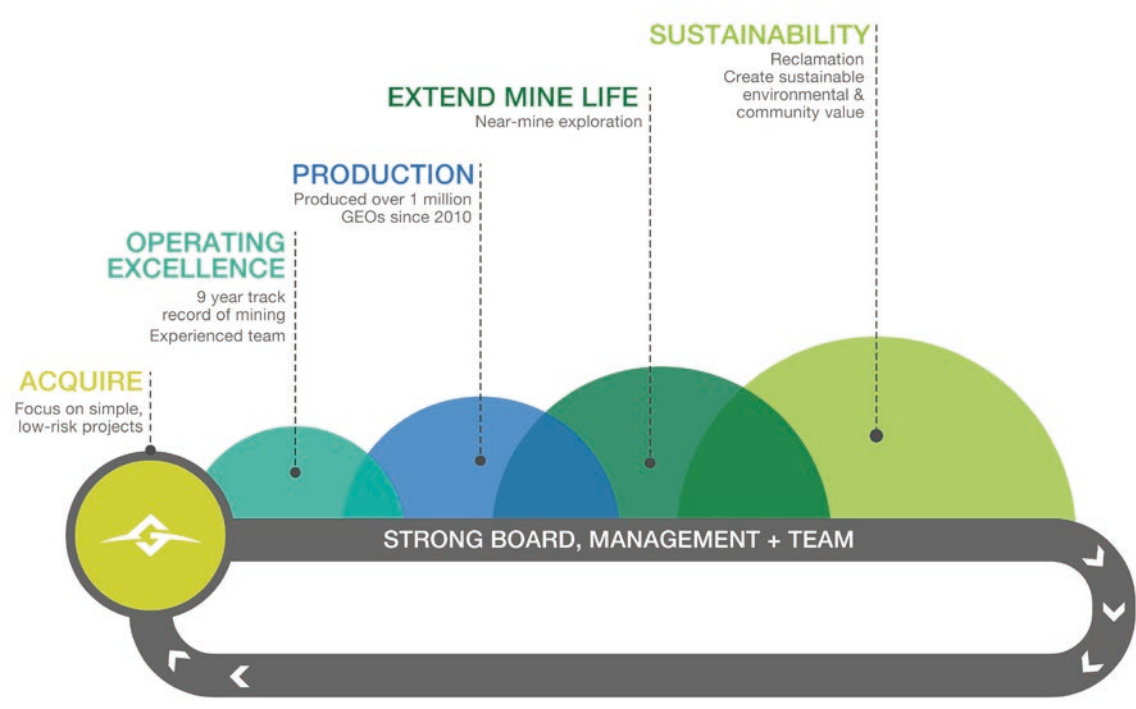 SUSTAINABILITY
Reclamation
Create sustainable
environmental &
community value
EXTEND MINE LIFE
Near-mine exploration
PRODUCTION
Produced over 1 million
GEOs since 2010
OPERATING
EXCELLENCE
9 year track
record of mining
Experienced team
ACQUIRE
Focus on simple,
low-risk projects
STRONG BOARD, MANAGEMENT + TEAM